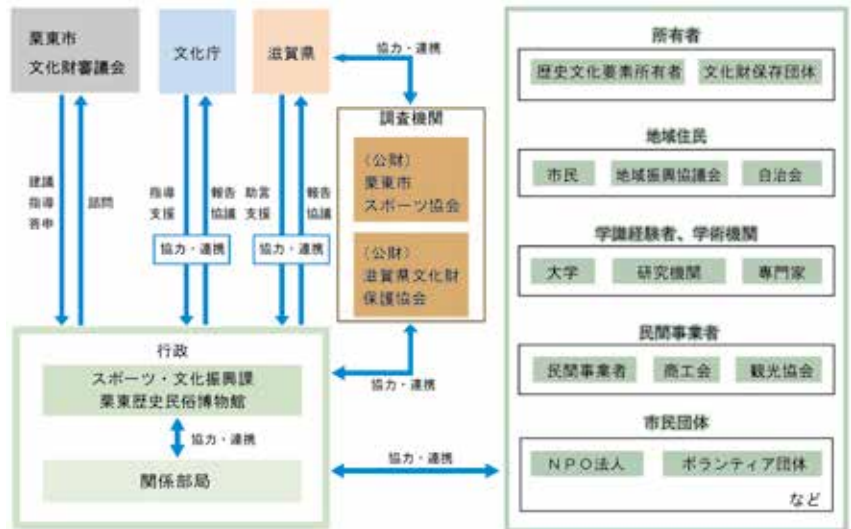 栗東市
文化財審議会
文化庁
滋賀県
協力・連携
建議
指導
答申
諮問
指導
支援
報告
協議
助言
支援
報告
協議
協力・連携
協力・連携
調査機関
(公財)
栗東市
スポーツ協会
(公財)
滋賀県文化財
保護協会
協力・連携
行政
スポーツ・文化振興課
栗東歴史民俗博物館
協力・連携
関係部局
協力・連携
所有者
歴史文化要素所有者
文化財保存団体
地域住民
市民
地域振興協議会
自治会
学識経験者、学術機関
大学
研究機関
専門家
民間事業者
民間事業者
商工会
観光協会
市民団体
NPO法人
ボランティア団体
など